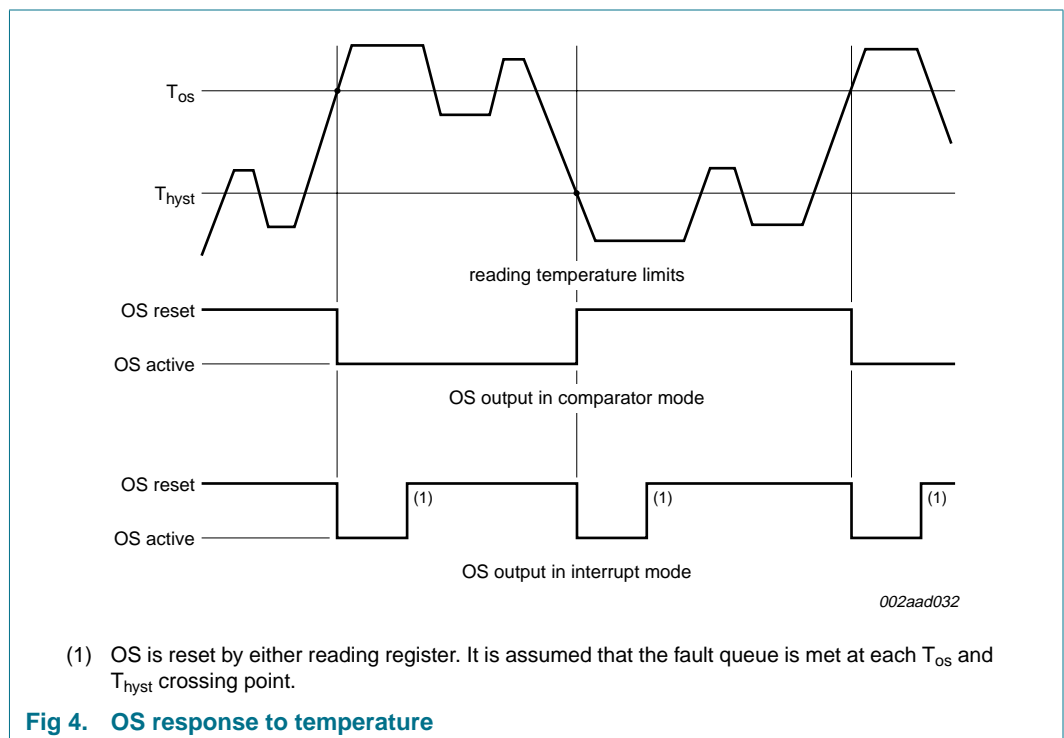 Tos
Thyst
reading temperature limits
OS reset
OS active
OS output in comparator mode
OS reset
(1) (1) (1)
OS active
OS output in interrupt mode
002aad032
(1) OS is reset by either reading register. It is assumed that the fault queue is met at each Tos and
Thyst crossing point.
Fig 4. OS response to temperature